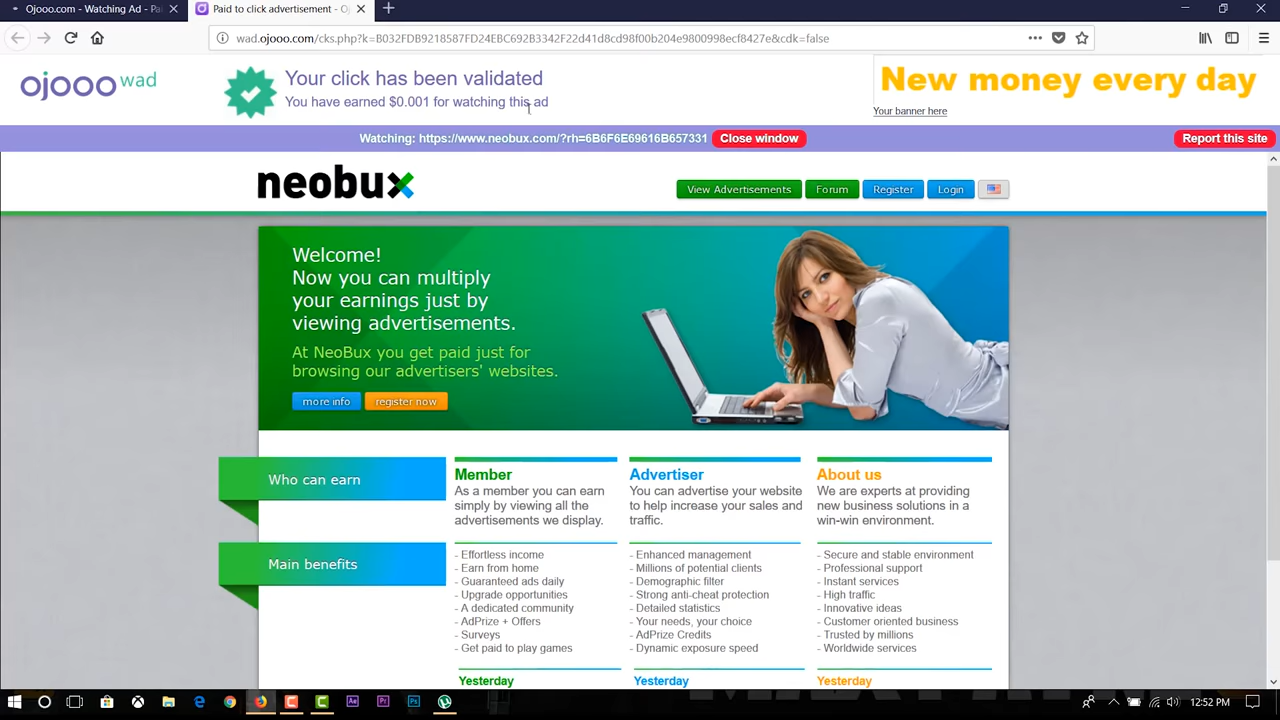 Ojooo.com - Watching Ad - Pa
Paid to click advertisement - O
wad.ojooo.com/cks.php?k=B032FDB9218587FD24EBC692B3342F22d41d8cd98f00b204e9800998ecf8427e&cdk=false
ojooo wad
Your click has been validated
You have earned $0.001 for watching this ad
New money every day
Your banner here
Watching: https://www.neobux.com/?rh=6B6F6E69616B657331
Close window
Report this site
neobux
View Advertisements
Forum
Register
Login
Welcome!
Now you can multiply
your earnings just by
viewing advertisements.
At NeoBux you get paid just for
browsing our advertisers' websites.
more info
register now
Who can earn
Member
As a member you can earn
simply by viewing all the
advertisements we display.
Advertiser
You can advertise your website
to help increase your sales and
traffic.
About us
We are experts at providing
new business solutions in a
win-win environment.
Main benefits
- Effortless income
- Earn from home
- Guaranteed ads daily
- Upgrade opportunities
- A dedicated community
- AdPrize + Offers
- Surveys
- Get paid to play games
- Enhanced management
- Millions of potential clients
- Demographic filter
- Strong anti-cheat protection
- Detailed statistics
- Your needs, your choice
- AdPrize Credits
- Dynamic exposure speed
- Secure and stable environment
- Professional support
- Instant services
- High traffic
- Innovative ideas
- Customer oriented business
- Trusted by millions
- Worldwide services
Yesterday
Yesterday
Yesterday
Ae
Pr
Ps
12:52 PM